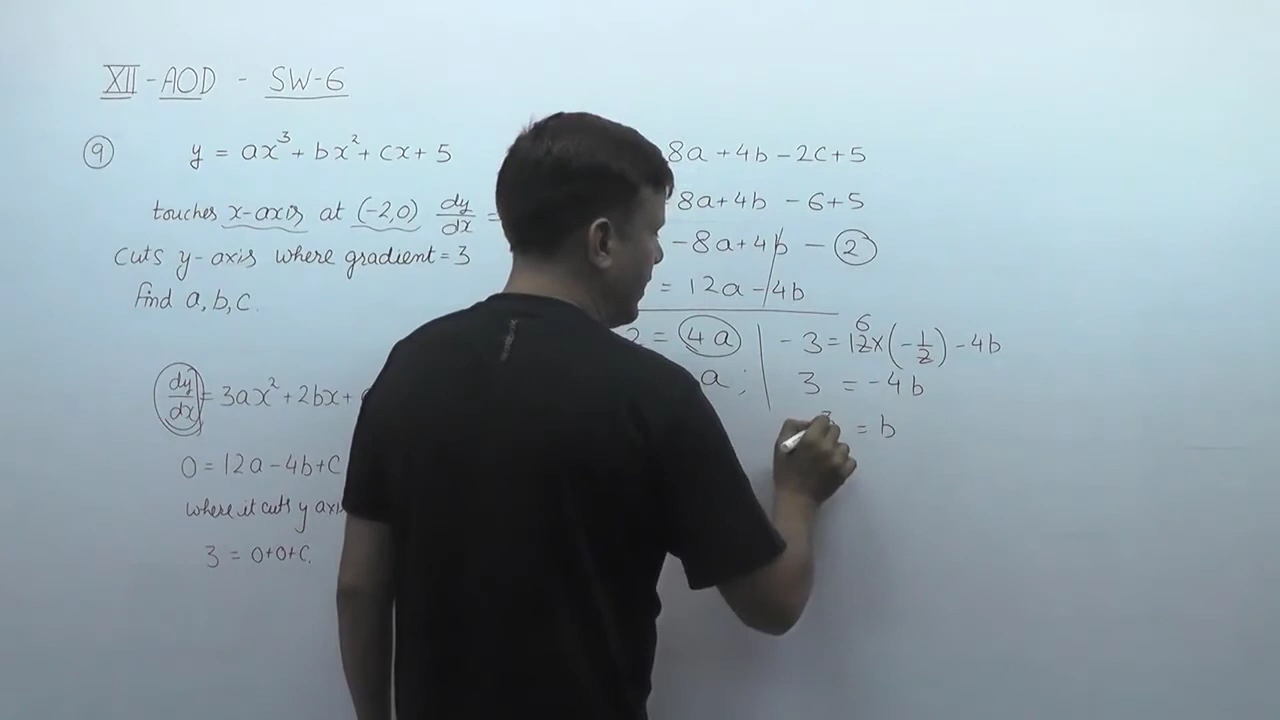 XII - AOD - SW-6
9 y = ax³ + bx² + cx + 5
touches x-axis at (-2,0) dy/dx =
cuts y-axis where gradient = 3
find a, b, c.
dy/dx = 3ax² + 2bx +
0 = 12a - 4b + c
where it cuts y axis
3 = 0+0+c.
8a + 4b - 2c + 5
8a + 4b - 6 + 5
-8a + 4b - 2
= 12a - 4b
2 = 4a
a ;
-3 = 12 6 × (-1/2) - 4b
3 = -4b
= b